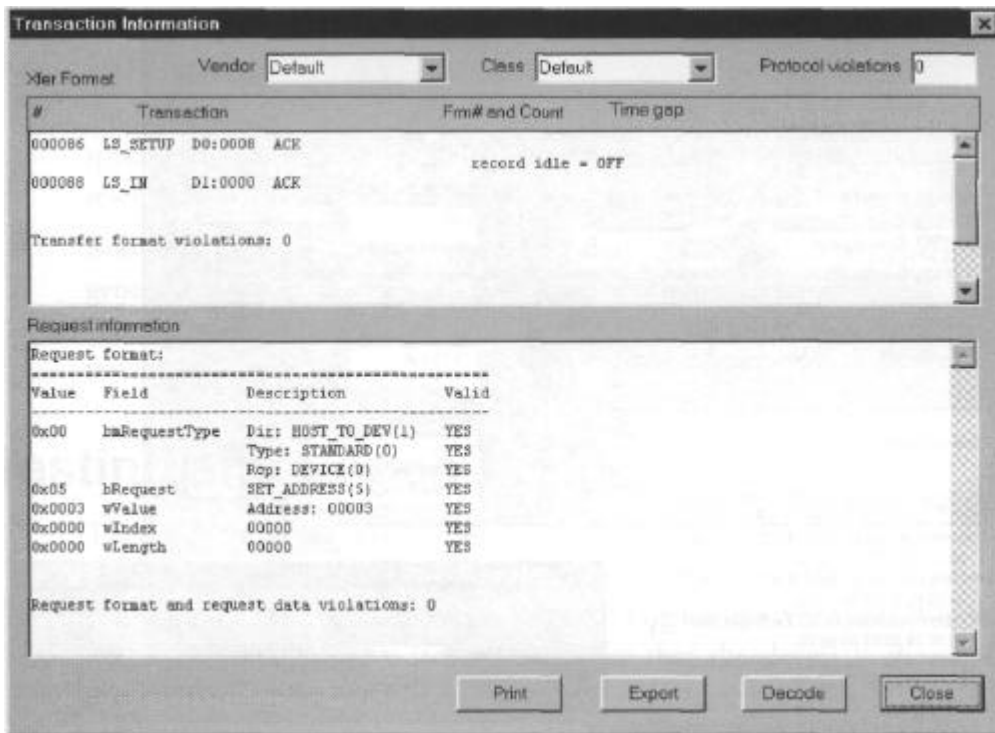 Transaction Information
Xfer Format Vendor Default Class Default Protocol violations 0
# Transaction Frm# and Count Time gap
000086 LS_SETUP D0:0008 ACK
record idle = OFF
000088 LS_IN D1:0000 ACK
Transfer format violations: 0
Request information
Request format:
Value Field Description Valid
0x00 bmRequestType Dir: HOST_TO_DEV(1) YES
Type: STANDARD(0) YES
Rcp: DEVICE(0) YES
0x05 bRequest SET_ADDRESS(5) YES
0x0003 wValue Address: 00003 YES
0x0000 wIndex 00000 YES
0x0000 wLength 00000 YES
Request format and request data violations: 0
Print Export Decode Close